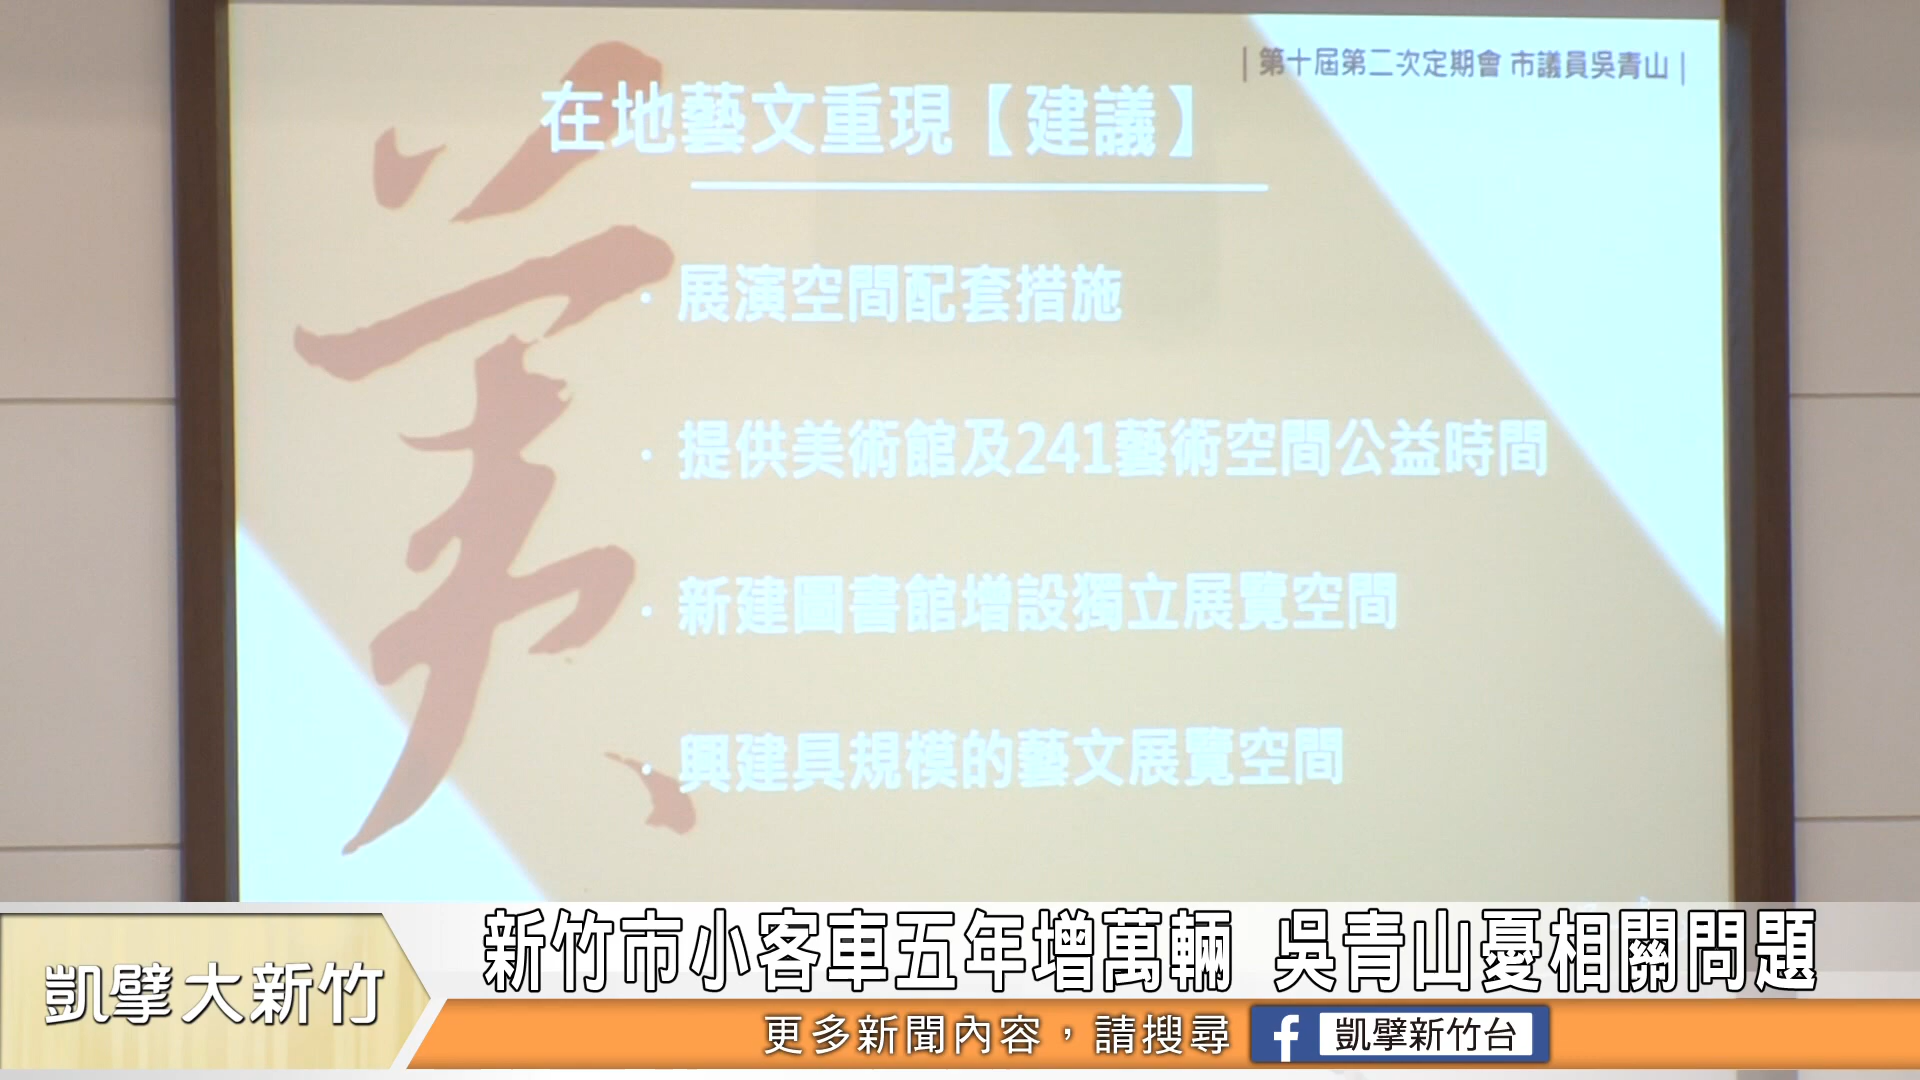 |第十屆第二次定期會 市議員吳青山|
在地藝文重現【建議】
美
· 展演空間配套措施
· 提供美術館及241藝術空間公益時間
· 新建圖書館增設獨立展覽空間
· 興建具規模的藝文展覽空間
新竹市小客車五年增萬輛 吳青山憂相關問題
凱擘大新竹
更多新聞內容，請搜尋 f 凱擘新竹台